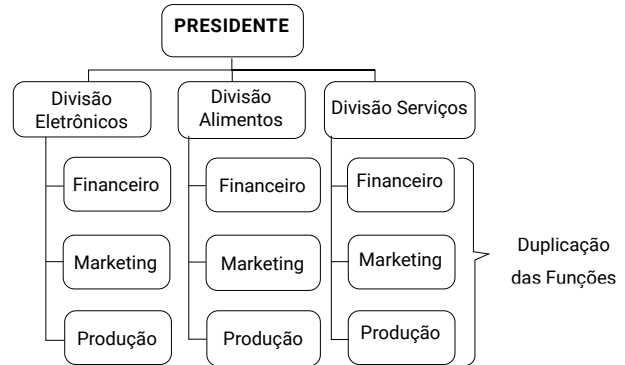 PRESIDENTE
Divisão
Eletrônicos
Divisão
Alimentos
Divisão Serviços
Financeiro
Financeiro
Financeiro
Marketing
Marketing
Marketing
Produção
Produção
Produção
Duplicação
das Funções